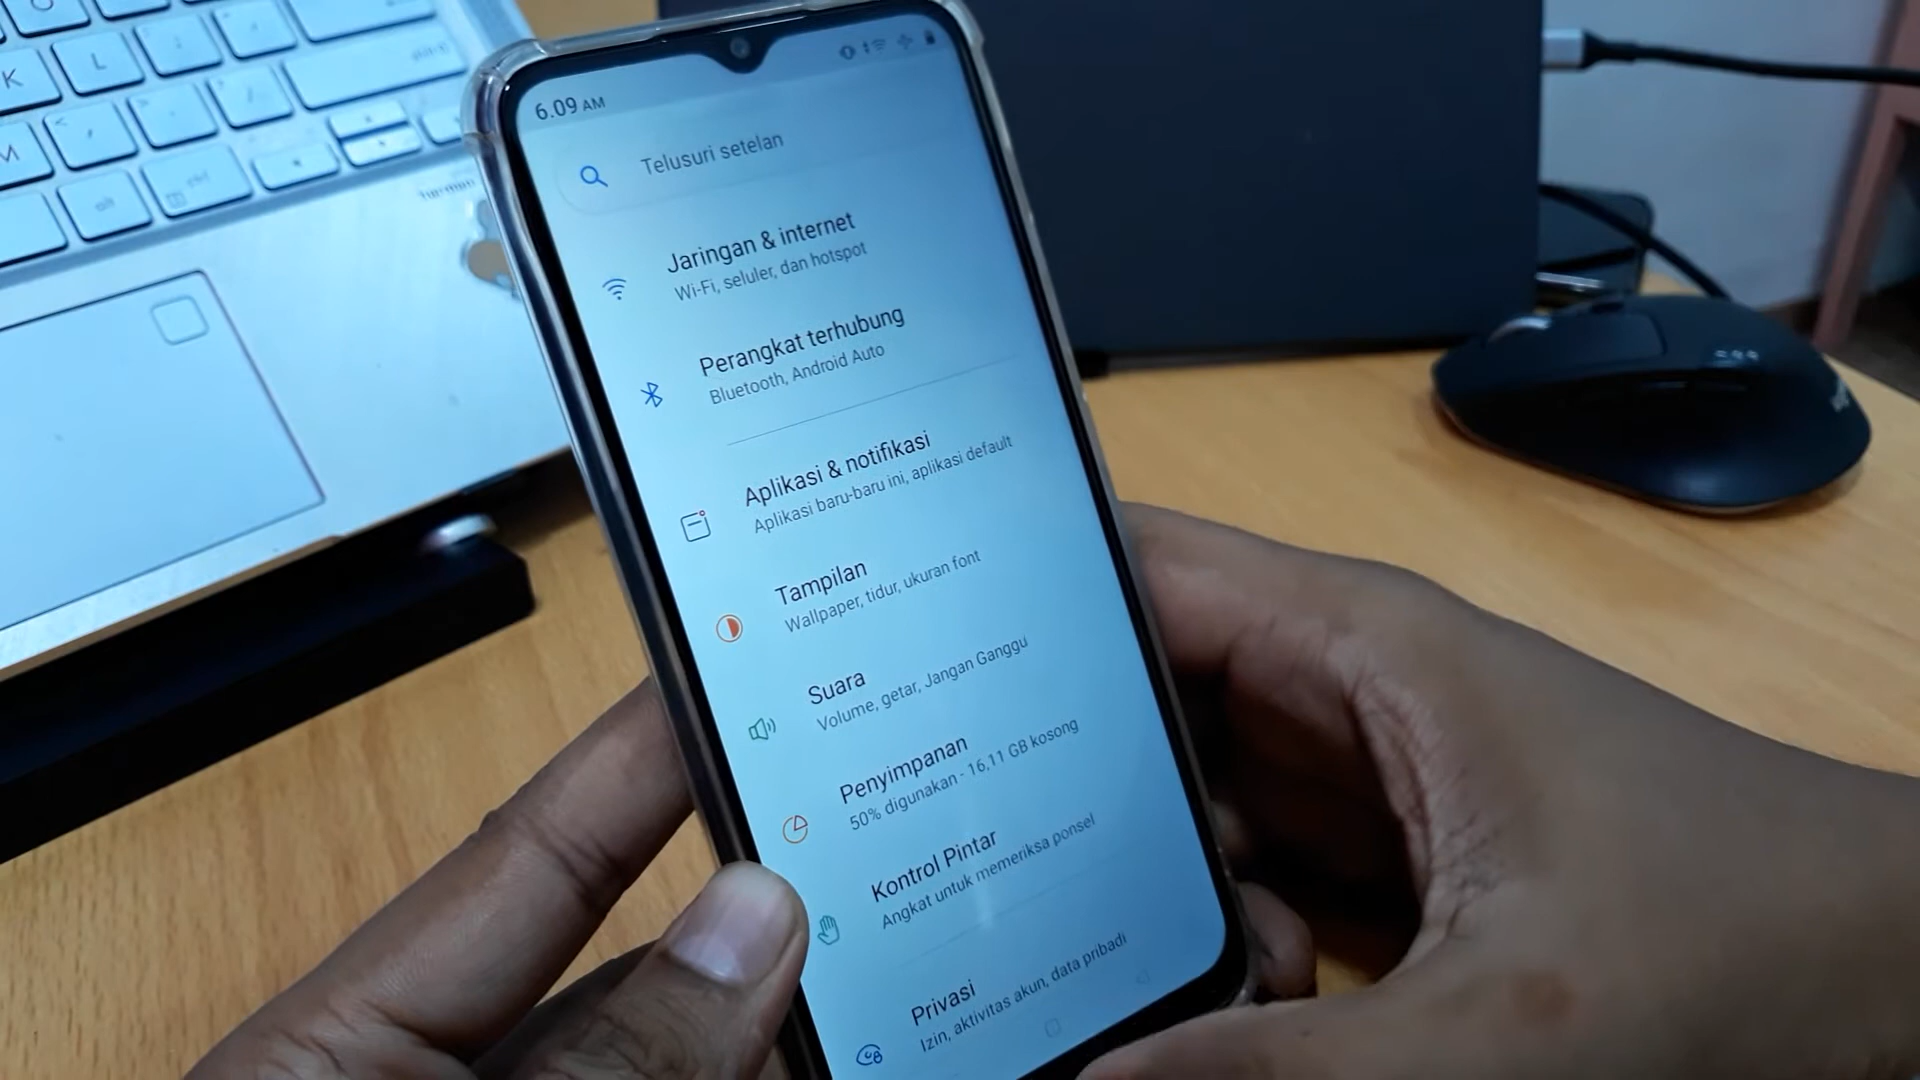 6.09 AM
Telusuri setelan
Jaringan & internet
Wi-Fi, seluler, dan hotspot
Perangkat terhubung
Bluetooth, Android Auto
Aplikasi & notifikasi
Aplikasi baru-baru ini, aplikasi default
Tampilan
Wallpaper, tidur, ukuran font
Suara
Volume, getar, Jangan Ganggu
Penyimpanan
50% digunakan - 16,11 GB kosong
Kontrol Pintar
Angkat untuk memeriksa ponsel
Privasi
Izin, aktivitas akun, data pribadi
K
L
M
alt
ctrl